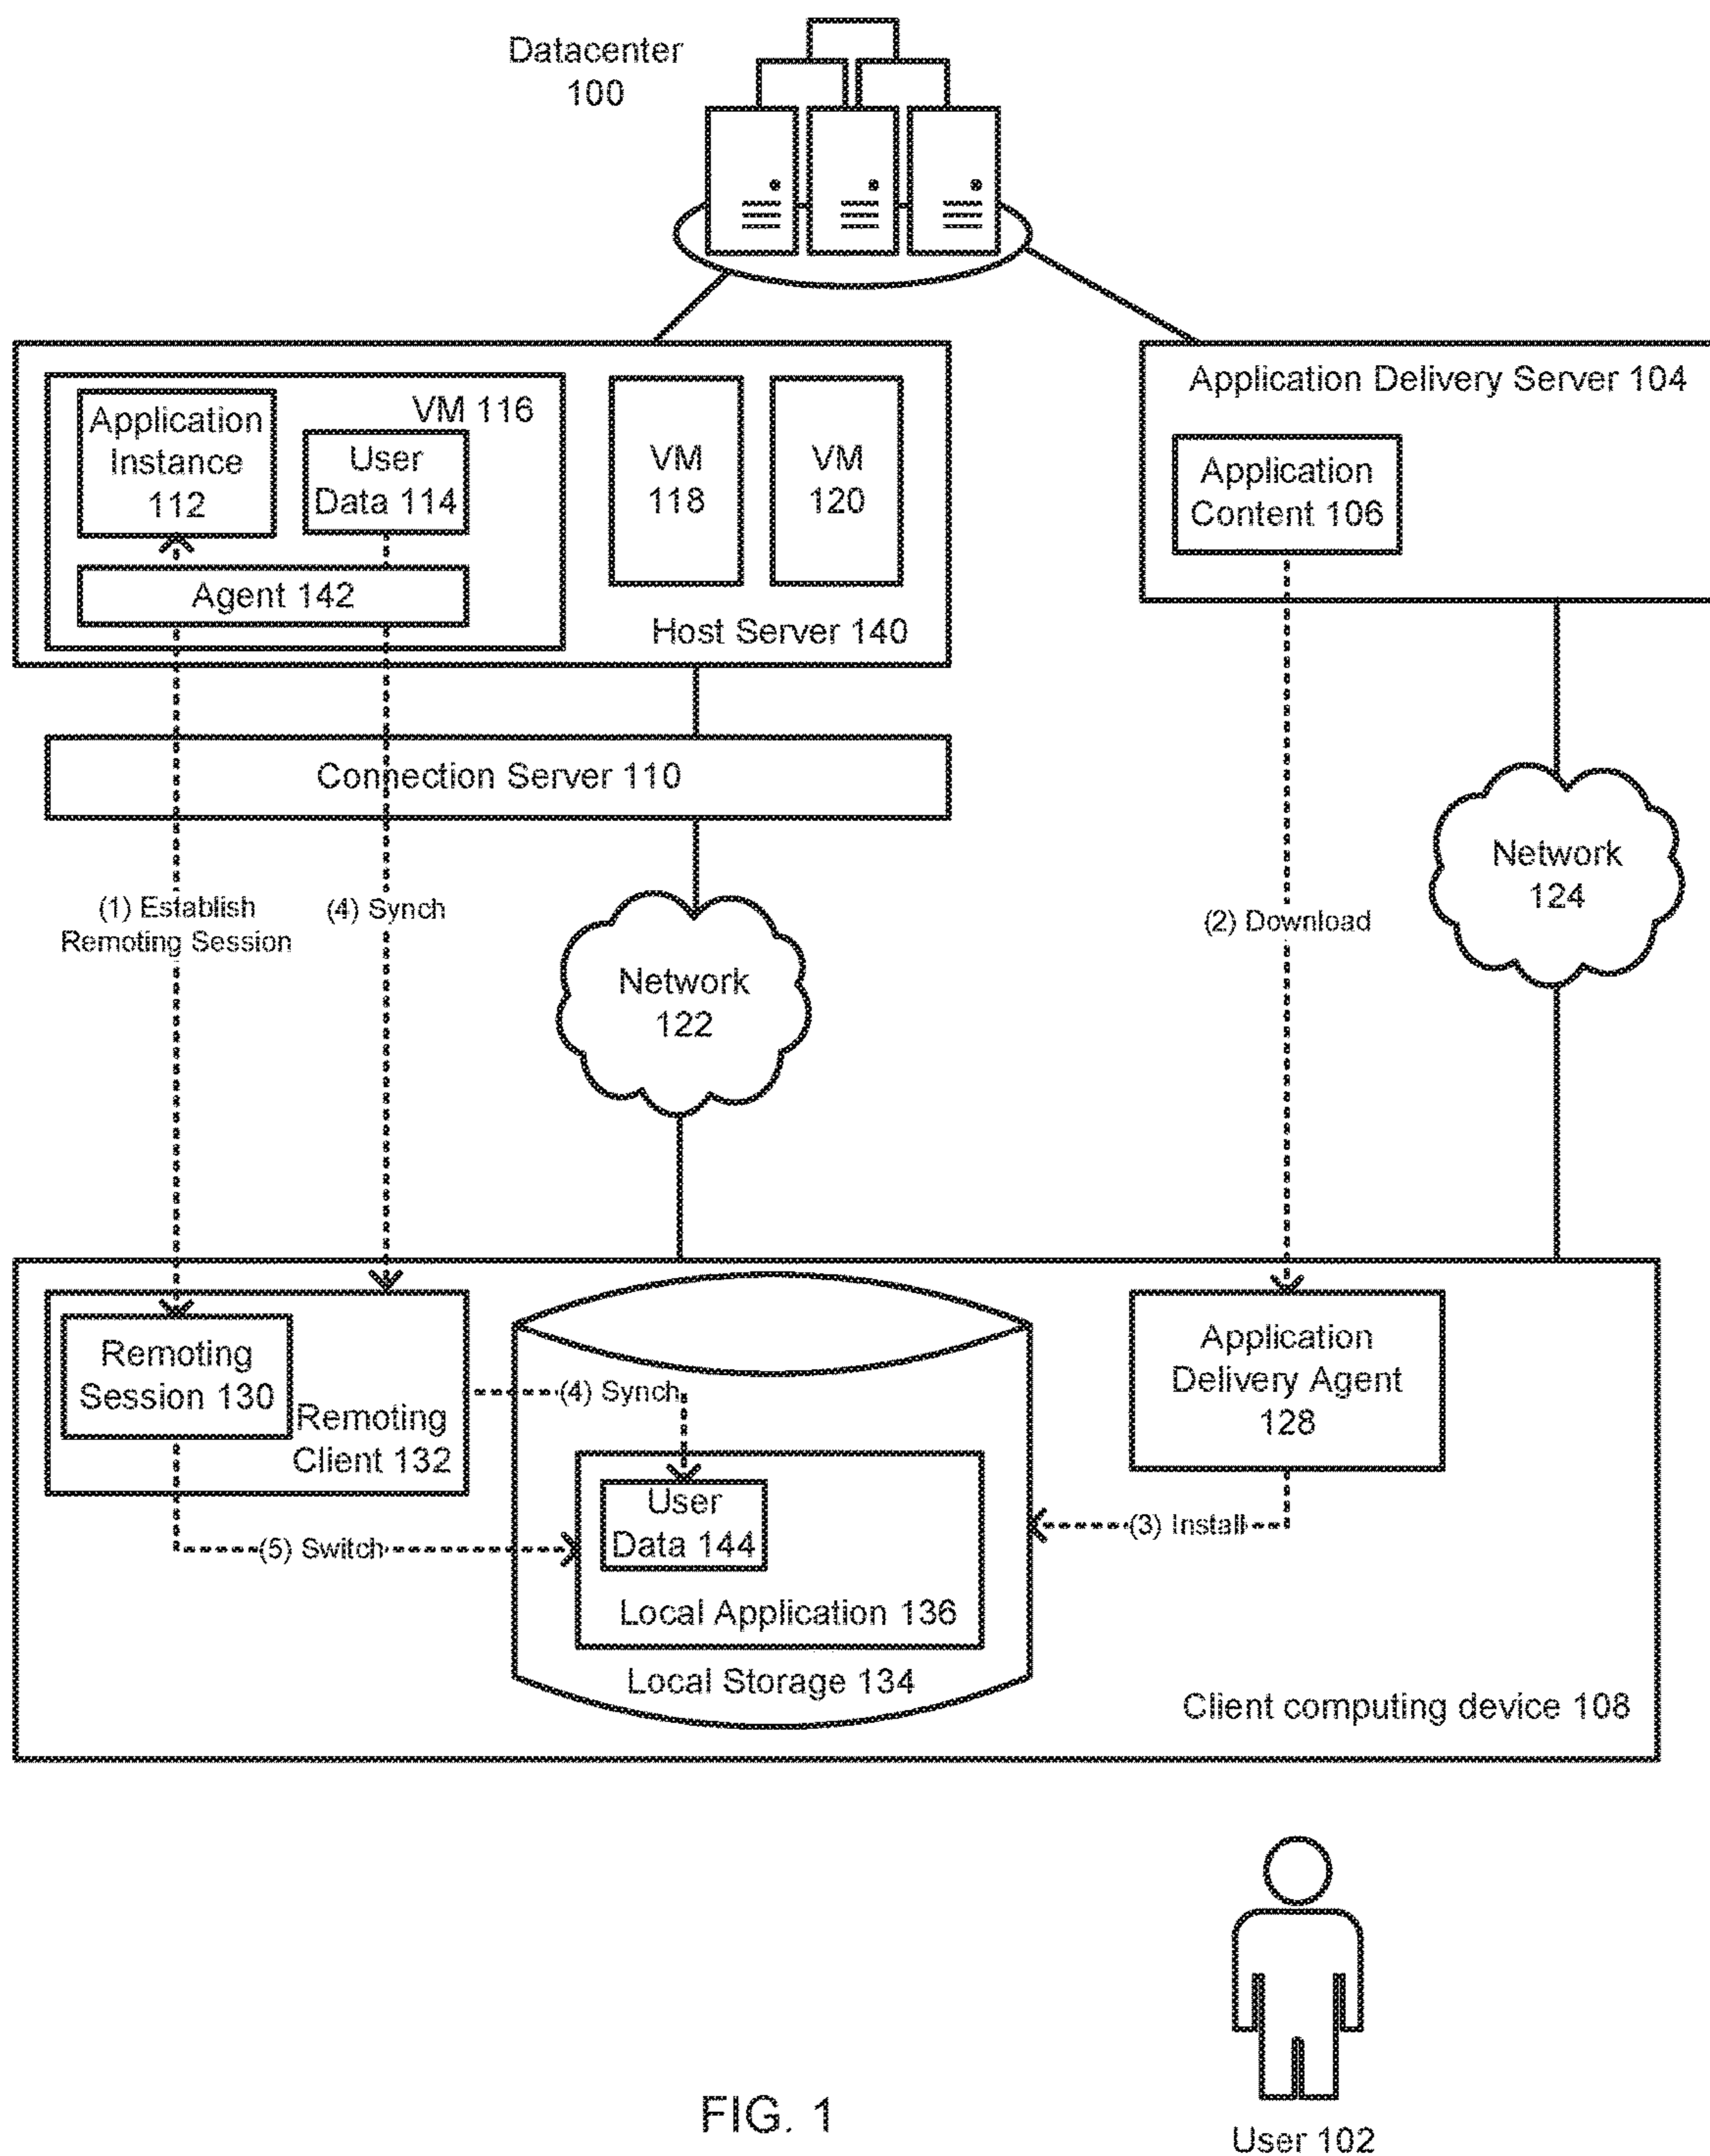 Datacenter
100
Application
Instance
112
VM 116
User
Data 114
Agent 142
VM
118
VM
120
Host Server 140
Application Delivery Server 104
Application
Content 106
Connection Server 110
(1) Establish
Remoting Session
(4) Synch
Network
122
(2) Download
Network
124
Remoting
Session 130
Remoting
Client 132
(4) Synch
User
Data 144
Local Application 136
Local Storage 134
(5) Switch
Application
Delivery Agent
128
(3) Install
Client computing device 108
FIG. 1
User 102